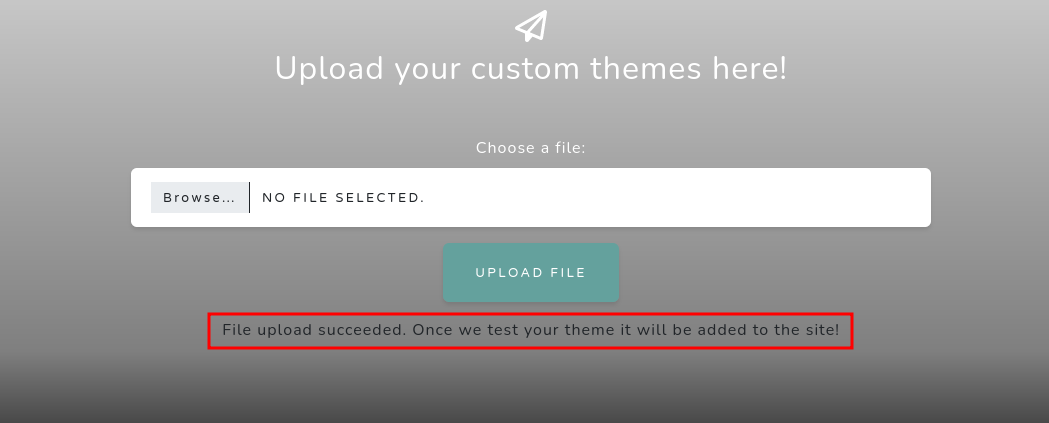 Upload your custom themes here!
Choose a file:
Browse... NO FILE SELECTED.
UPLOAD FILE
File upload succeeded. Once we test your theme it will be added to the site!